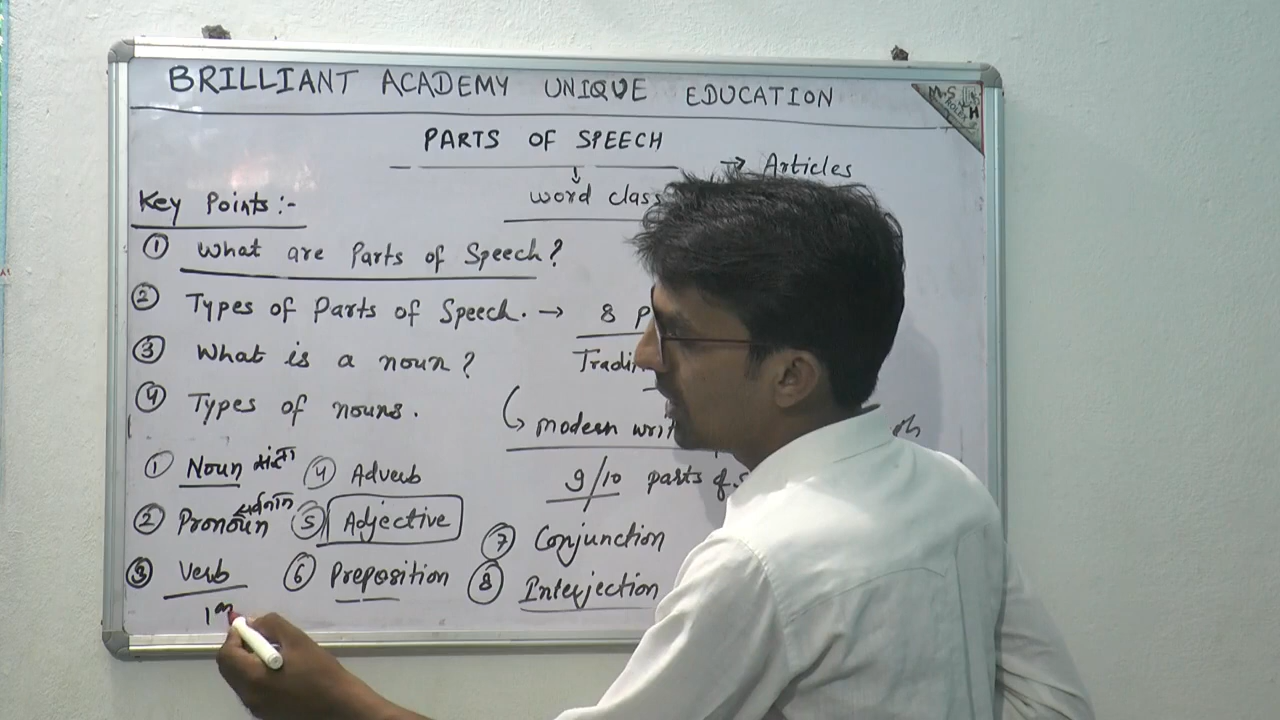 BRILLIANT ACADEMY UNIQUE EDUCATION
M.S
PARTS OF SPEECH
→ Articles
↓
word class
Key Points :-
① What are Parts of Speech?
② Types of Parts of Speech. → 8 P
③ What is a noun?
④ Types of nouns.
modern writ
9/10 parts of
① Noun संज्ञा ④ Adverb
② Pronoun सर्वनाम ⑤ Adjective
③ Verb ⑥ Preposition
⑦ Conjunction
⑧ Interjection